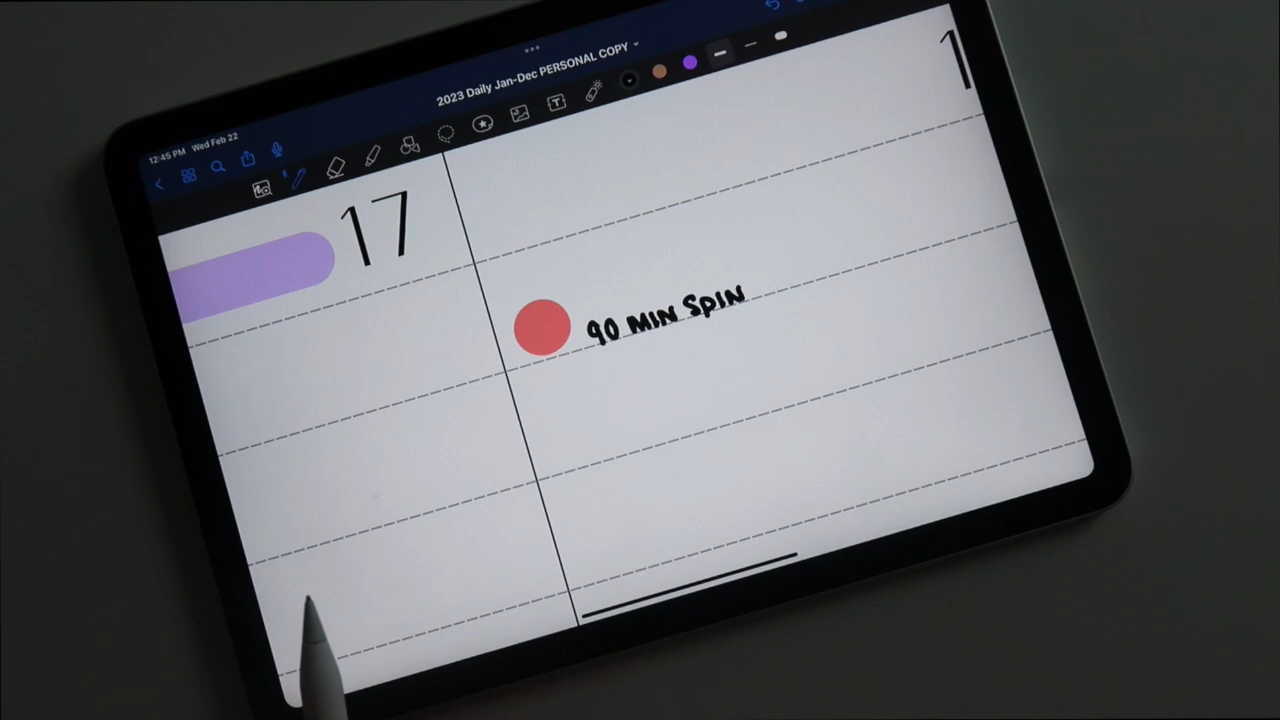 12:45 PM Wed Feb 22
2023 Daily Jan-Dec PERSONAL COPY
17
1
90 MIN SPIN